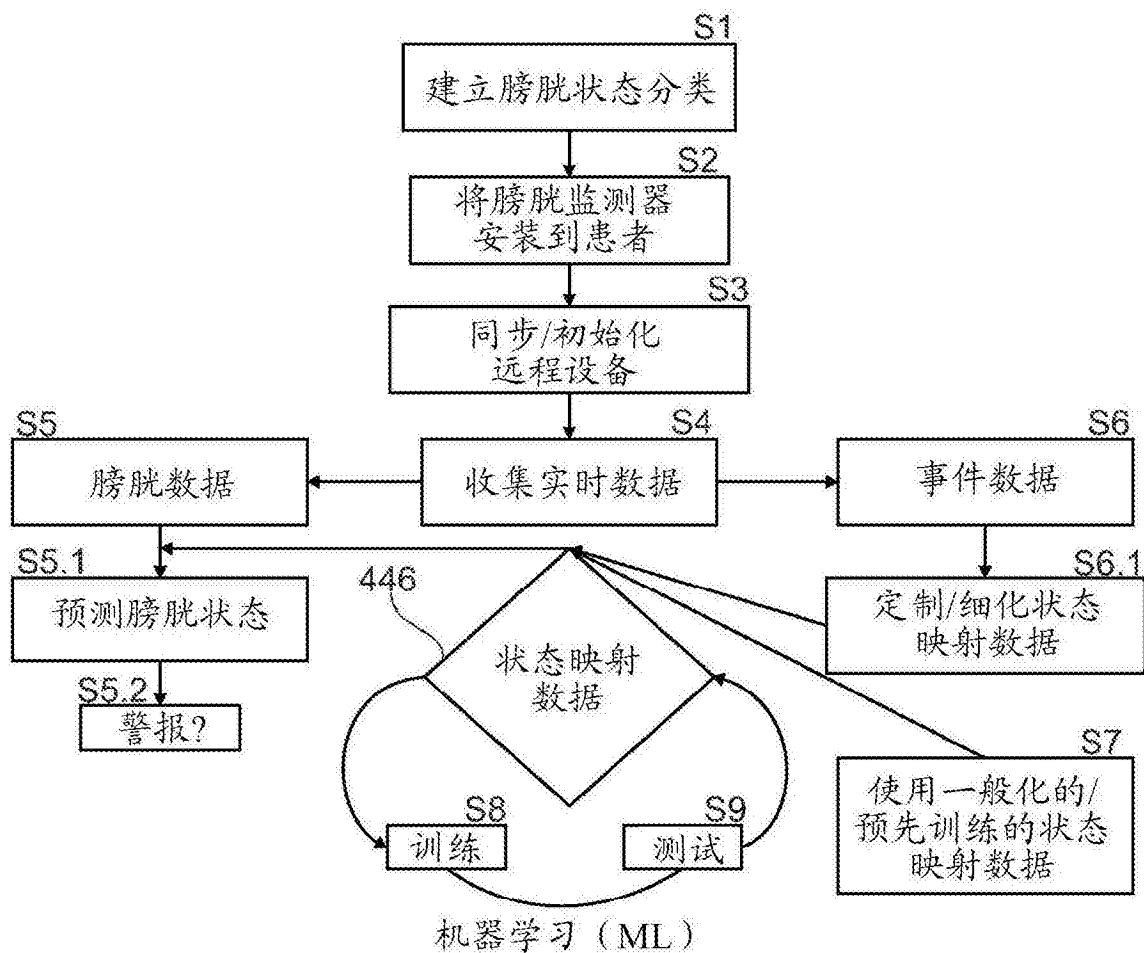 S1
建立膀胱状态分类
S2
将膀胱监测器
安装到患者
S3
同步/初始化
远程设备
S5
膀胱数据
S4
收集实时数据
S6
事件数据
S5.1
预测膀胱状态
446
状态映射
数据
S6.1
定制/细化状态
映射数据
S5.2
警报?
S7
使用一般化的/
预先训练的状态
映射数据
S8
训练
S9
测试
机器学习（ML）